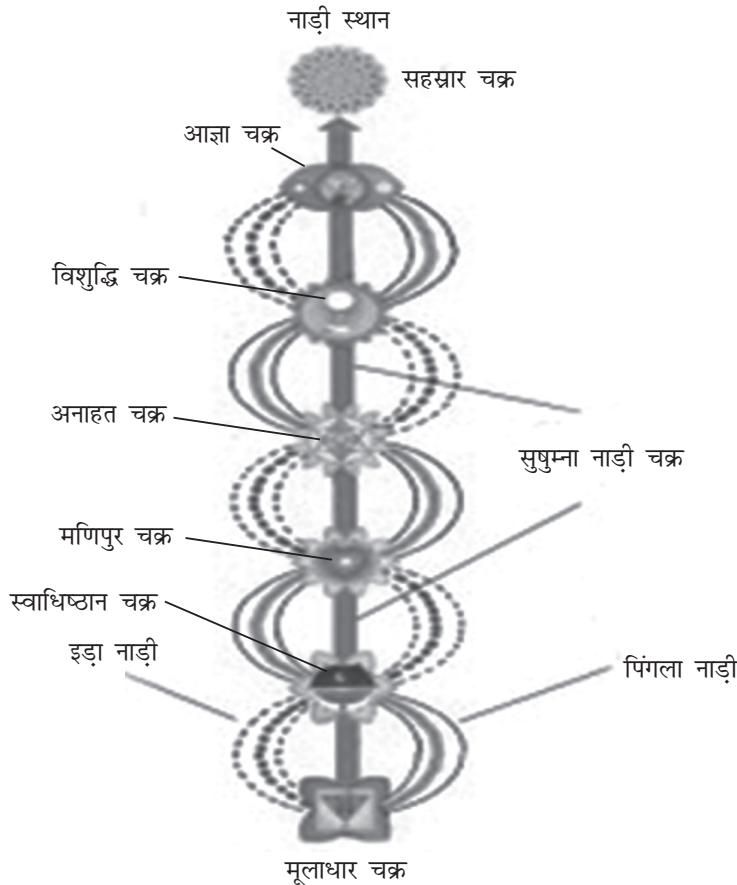 नाड़ी स्थान
सहस्रार चक्र
आज्ञा चक्र
विशुद्धि चक्र
अनाहत चक्र
सुषुम्ना नाड़ी चक्र
मणिपुर चक्र
स्वाधिष्ठान चक्र
इड़ा नाड़ी
पिंगला नाड़ी
मूलाधार चक्र